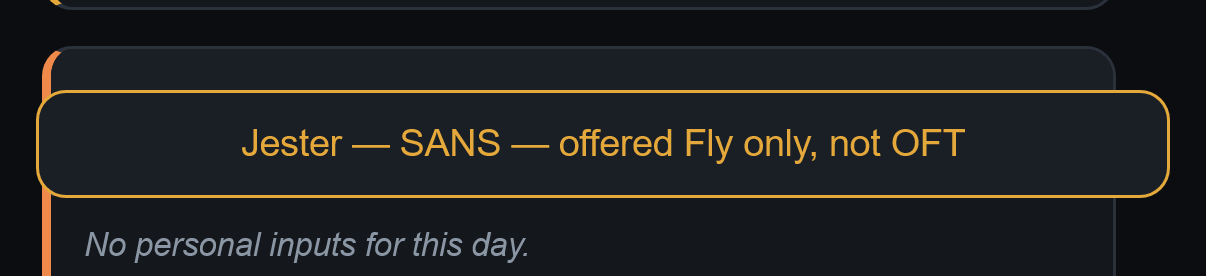 Jester — SANS — offered Fly only, not OFT
No personal inputs for this day.